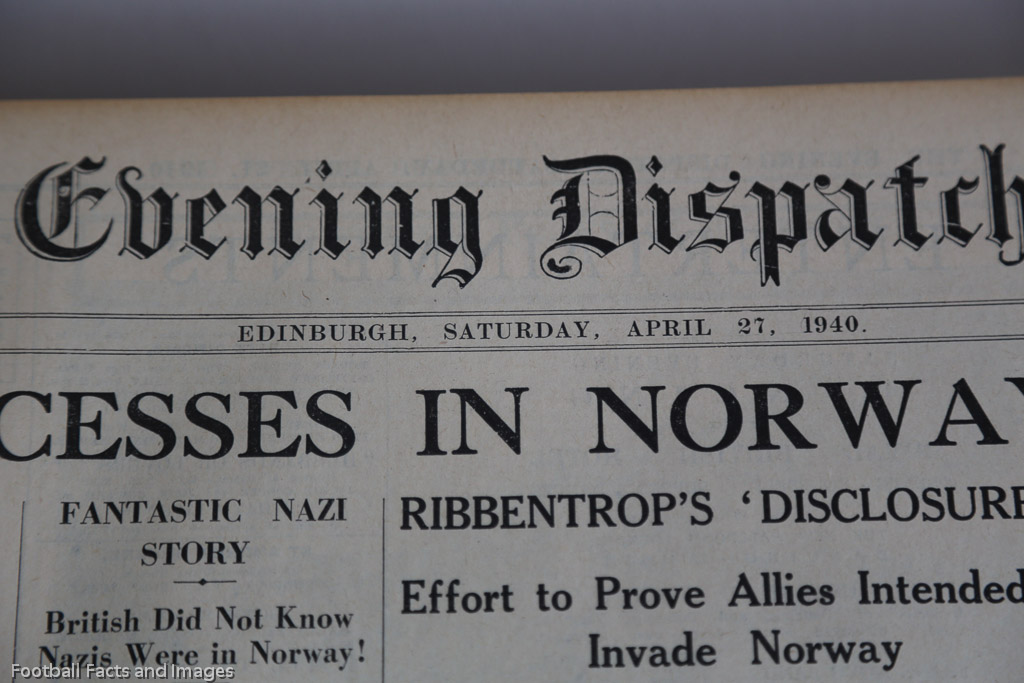 Evening Dispatch
EDINBURGH, SATURDAY, APRIL 27, 1940.
CESSES IN NORWAY
FANTASTIC NAZI
STORY
British Did Not Know
Nazis Were in Norway!
RIBBENTROP'S ‘DISCLOSURE
Effort to Prove Allies Intended
Invade Norway
Football Facts and Images